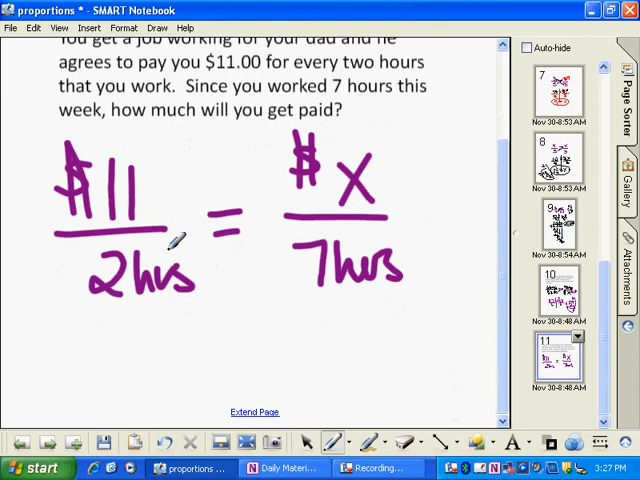 proportions * - SMART Notebook
File Edit View Insert Format Draw Help
You get a job working for your dad and he
agrees to pay you $11.00 for every two hours
that you work. Since you worked 7 hours this
week, how much will you get paid?
$11 = $ X
2hrs 7hrs
Extend Page
Auto-hide
7
Nov 30-8:53 AM
8
Nov 30-8:53 AM
9
Nov 30-8:54 AM
10
Nov 30-8:48 AM
11
Nov 30-8:48 AM
Page Sorter
Gallery
Attachments
start
proportions ...
Daily Materi...
Recording...
3:27 PM